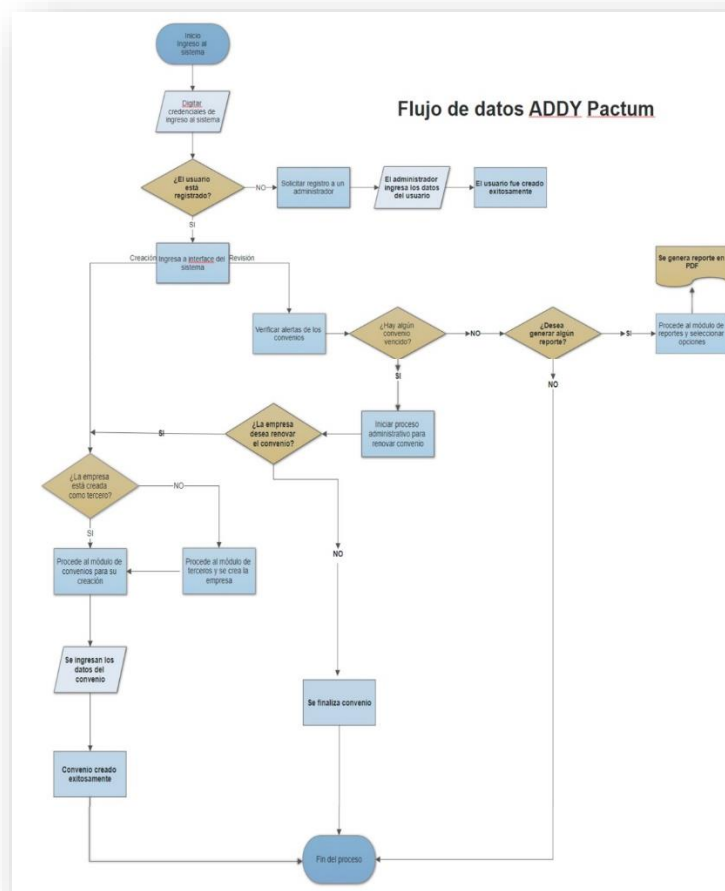 Inicio
Ingreso al
sistema
Flujo de datos ADDY Pactum
Digitar
credenciales de
ingreso al sistema
¿El usuario
está
registrado?
NO
Solicitar registro a un
administrador
El administrador
ingresa los datos
del usuario
El usuario fue creado
exitosamente
SI
Creación
Ingresa a interface del
sistema
Revisión
Se genera reporte en
PDF
Verificar alertas de los
convenios
¿Hay algún
convenio
vencido?
NO
¿Desea
generar algún
reporte?
SI
Procede al módulo de
reportes y seleccionar
opciones
SI
NO
Iniciar proceso
administrativo para
renovar convenio
¿La empresa
desea renovar
el convenio?
SI
¿La empresa
está creada
como tercero?
NO
SI
Procede al módulo de
convenios para su
creación
Procede al módulo de
terceros y se crea la
empresa
NO
Se ingresan los
datos del
convenio
Se finaliza convenio
Convenio creado
exitosamente
Fin del proceso